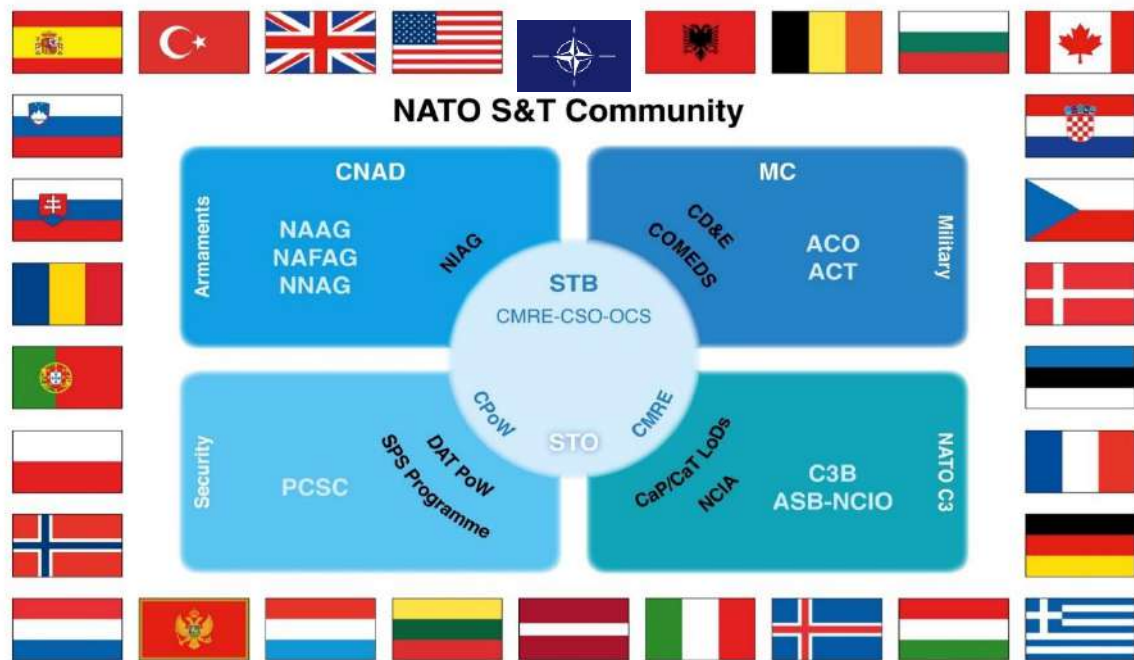 NATO S&T Community
CNAD
Armaments
NAAG
NAFAG
NNAG
NIAG
MC
CD&E
COMEDS
ACO
ACT
Military
STB
CMRE-CSO-OCS
CPoW
STO
CMRE
Security
PCSC
DAT PoW
SPS Programme
CaP/CaT LoDs
NCIA
C3B
ASB-NCIO
NATO C3